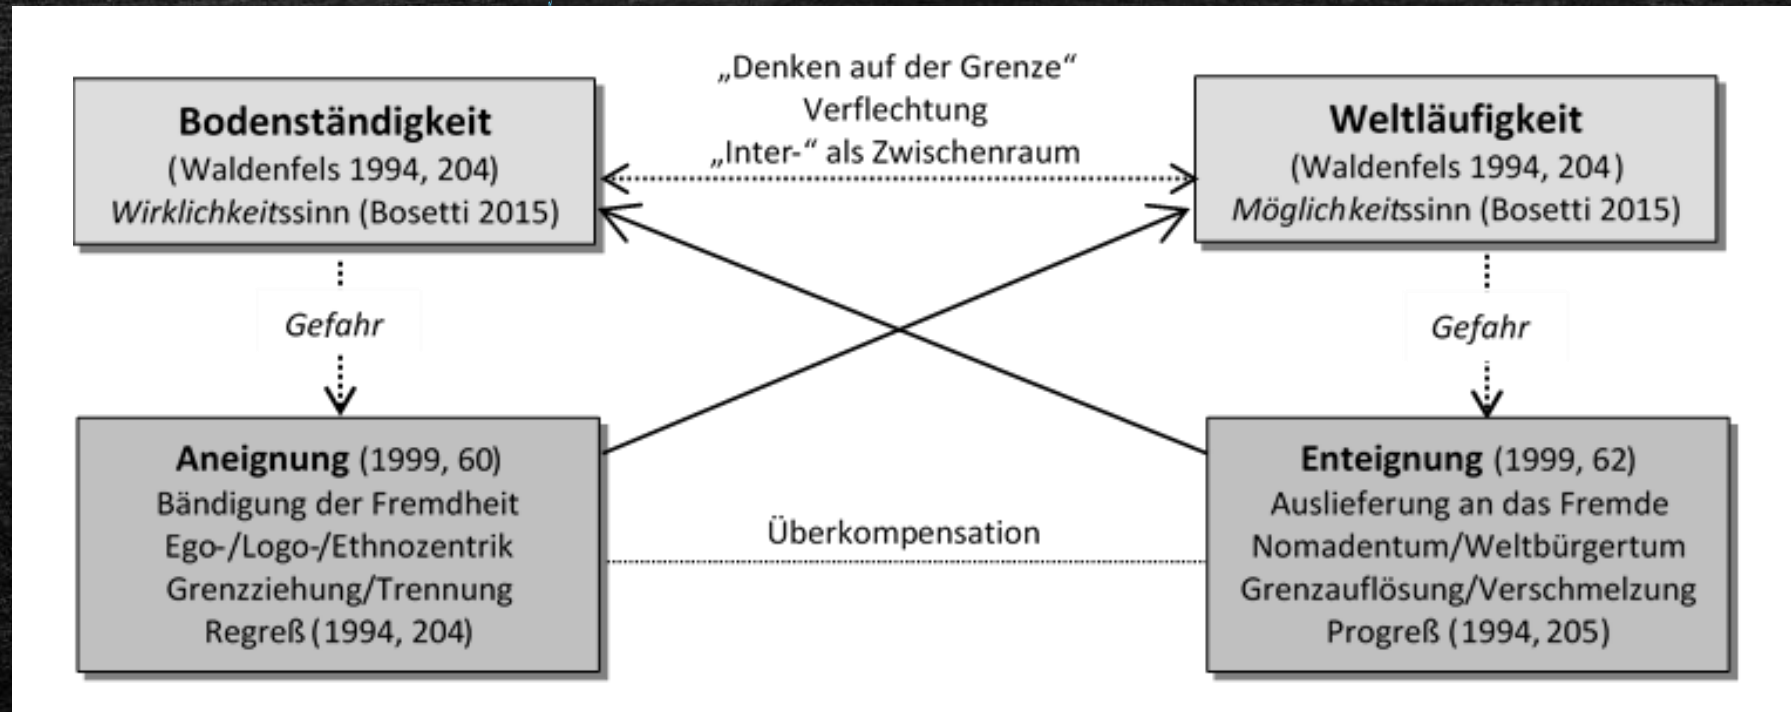 „Denken auf der Grenze“
Verflechtung
„Inter-“ als Zwischenraum
Bodenständigkeit
(Waldenfels 1994, 204)
Wirklichkeitssinn (Bosetti 2015)
Weltläufigkeit
(Waldenfels 1994, 204)
Möglichkeitssinn (Bosetti 2015)
Gefahr
Gefahr
Aneignung (1999, 60)
Bändigung der Fremdheit
Ego-/Logo-/Ethnozentrik
Grenzziehung/Trennung
Regreß (1994, 204)
Überkompensation
Enteignung (1999, 62)
Auslieferung an das Fremde
Nomadentum/Weltbürgertum
Grenzauflösung/Verschmelzung
Progreß (1994, 205)